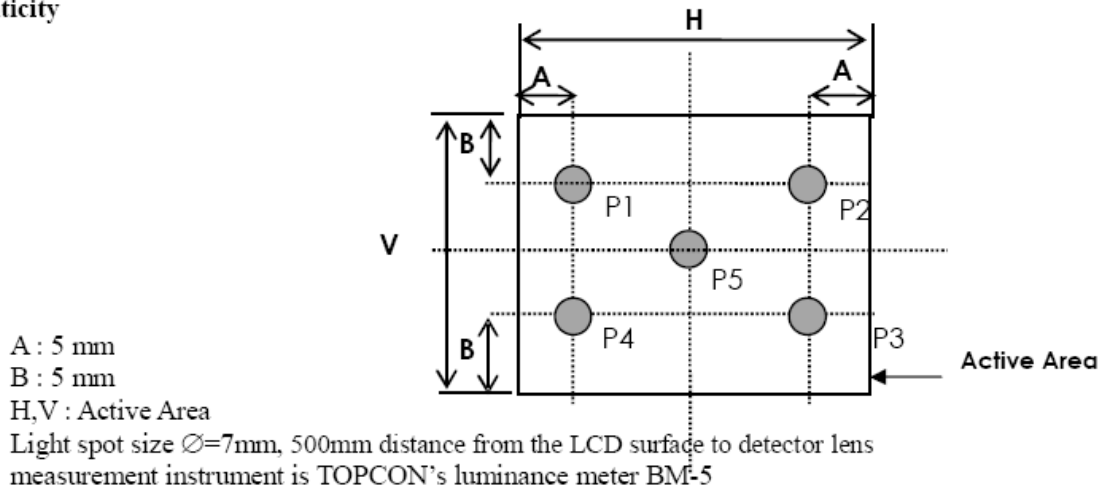 ticity
H
A
A
B
P1
P2
V
P5
B
P4
P3
A : 5 mm
B : 5 mm
Active Area
H,V : Active Area
Light spot size ∅=7mm, 500mm distance from the LCD surface to detector lens
measurement instrument is TOPCON's luminance meter BM-5